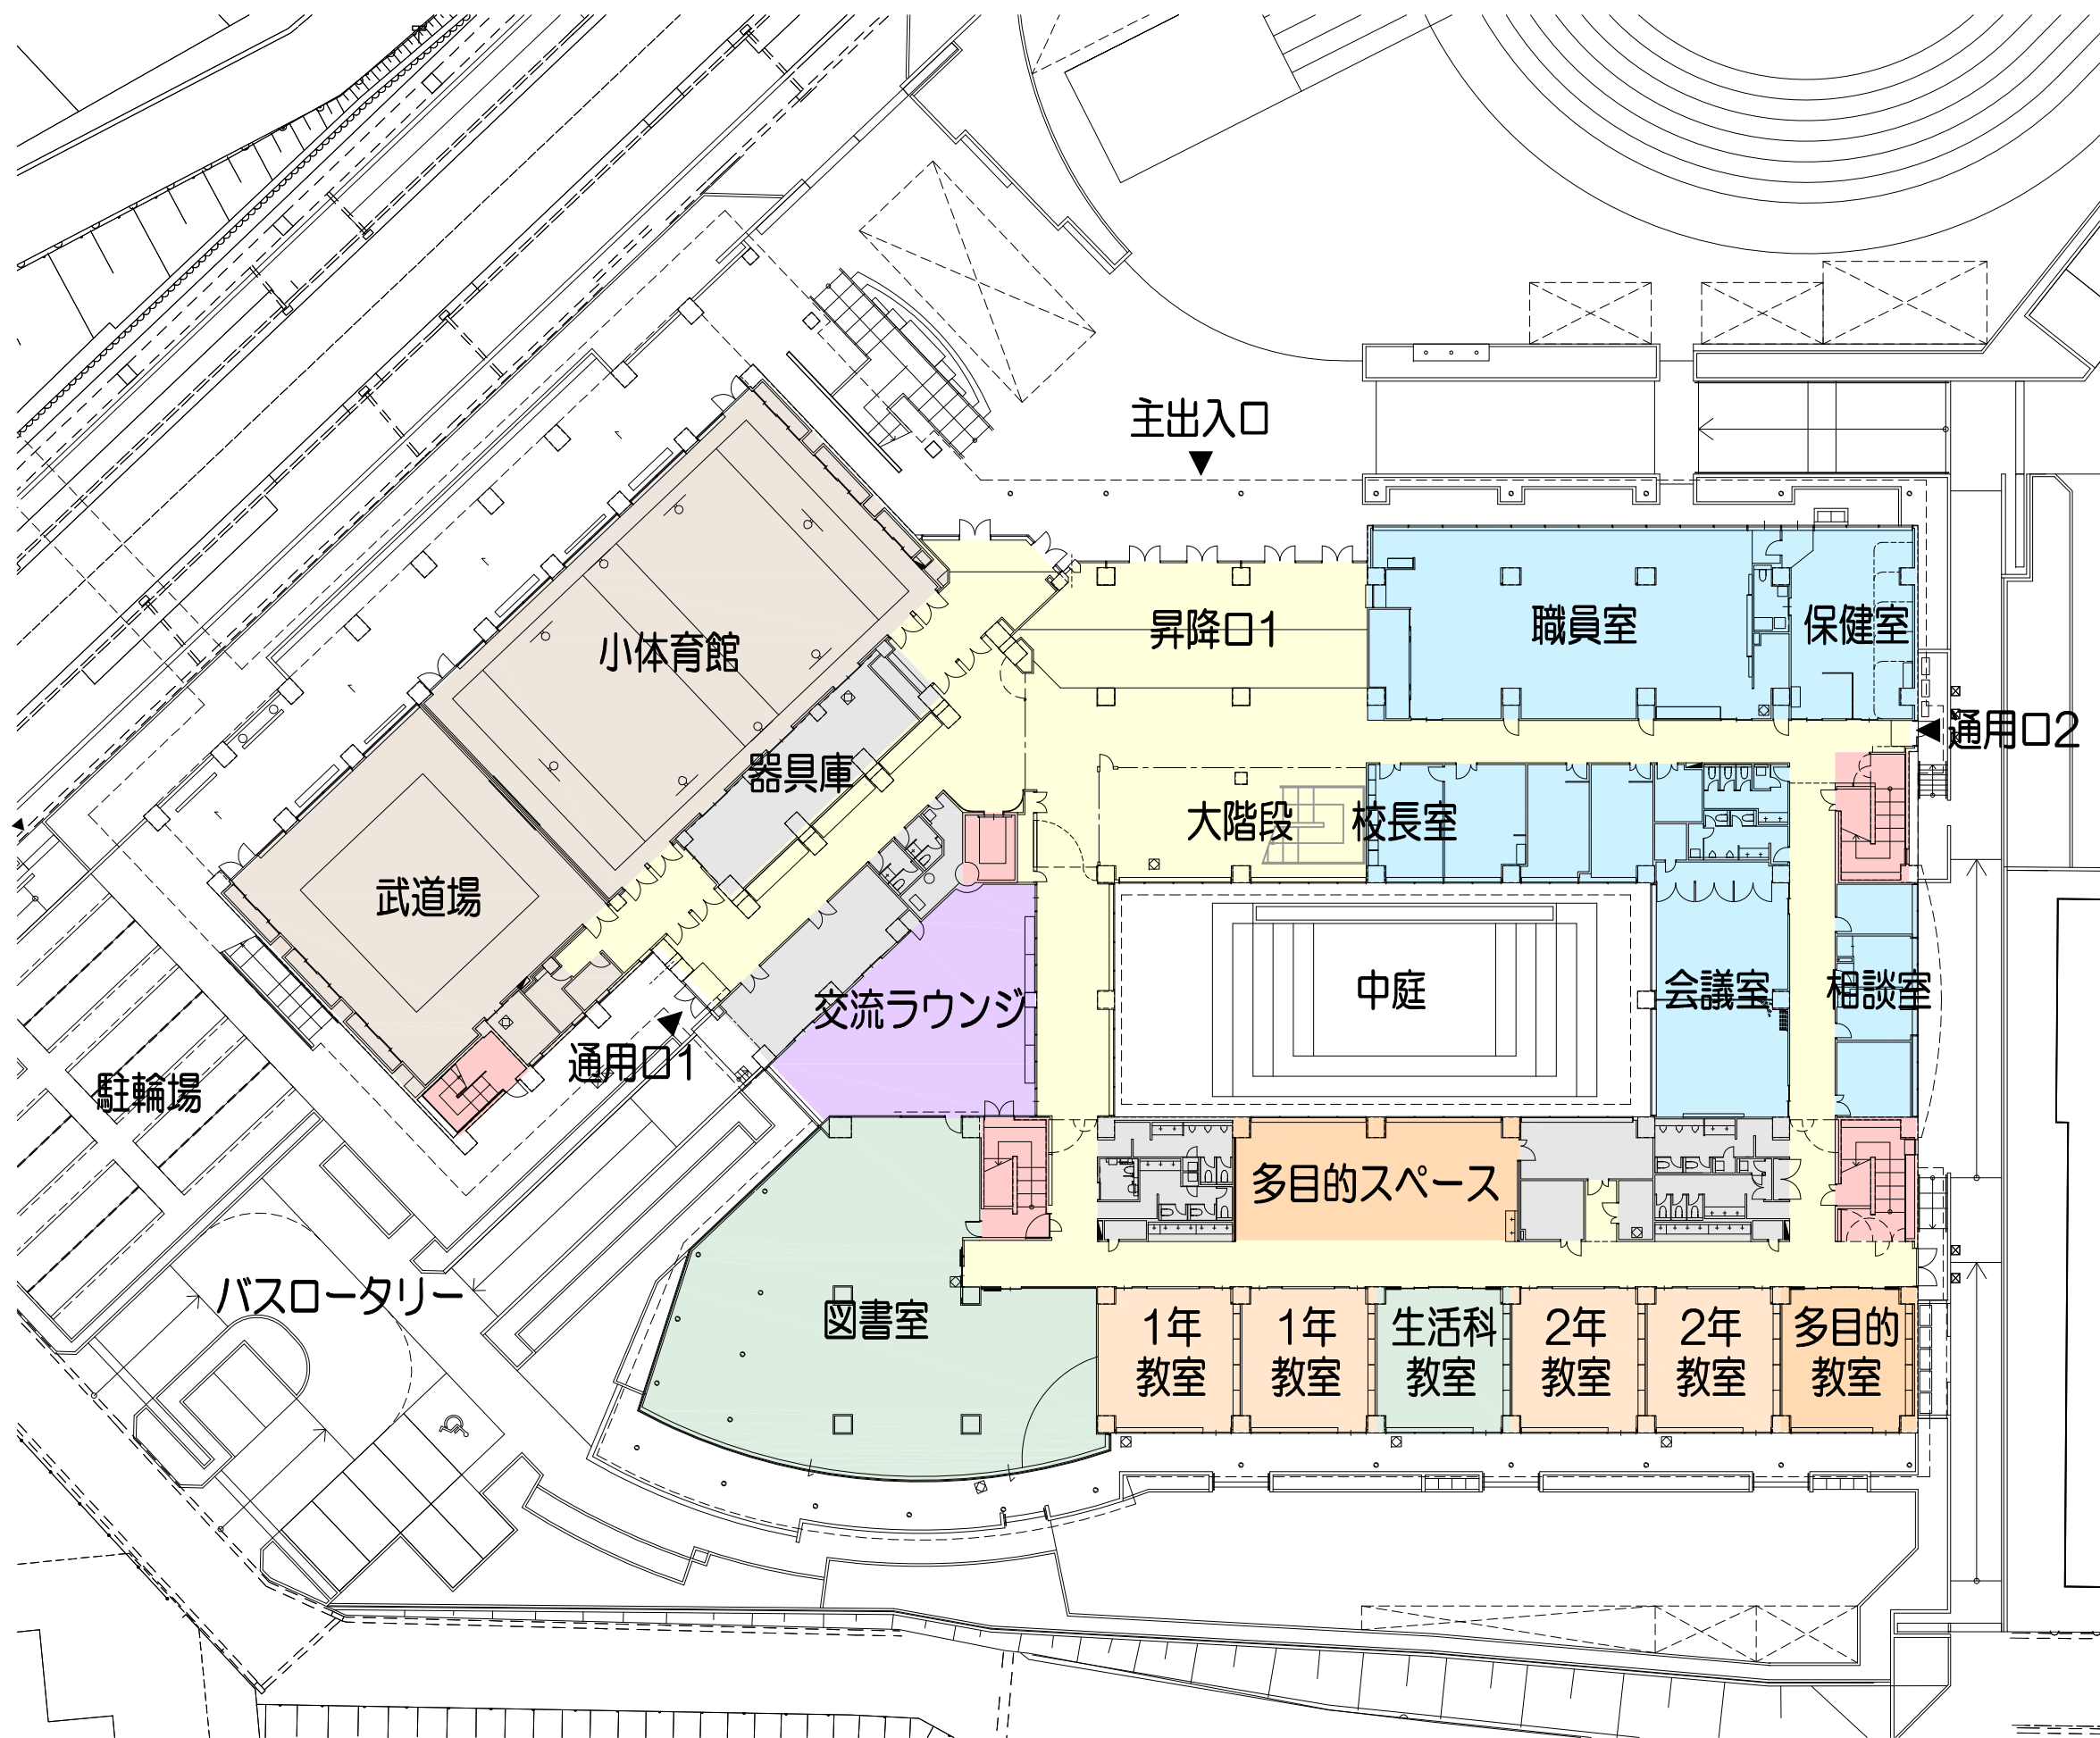 主出入口
昇降口1
職員室
保健室
小体育館
通用口2
器具庫
大階段
校長室
武道場
交流ラウンジ
中庭
会議室
相談室
通用口1
駐輪場
多目的スペース
バスロータリー
図書室
1年
教室
1年
教室
生活科
教室
2年
教室
2年
教室
多目的
教室